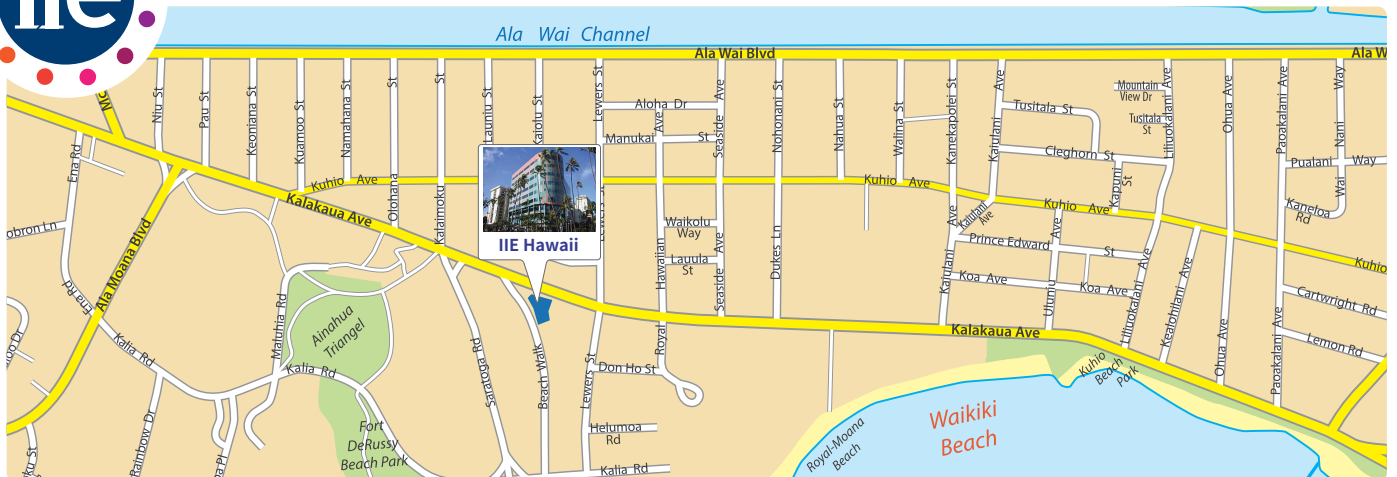 IIE
Ala Wai Channel
Ala Wai Blvd
Ala W
Niu St
Pau St
Keoniana St
Kuamoo St
Namahana St
Olohana
St
Kalaimoku
St
Launiu St
Kaiolu St
Lewers St
Aloha Dr
Manukai
St
Ave
Seaside
Ave
Nohonani St
Nahua St
Walina St
Kanekapolei St
Kaiulani
Ave
Tusitala St
Mountain
View Dr
Tusitala
St
Liliuokalani
Ave
Cleghorn St
Kapuni
St
Ohua Ave
Paoakalani
Ave
Pualani Way
Wai
Nani
Way
Kaneloa
Rd
Ena Rd
obron Ln
Ena Rd
Ala Moana Blvd
Kuhio Ave
Kalakaua Ave
IIE Hawaii
Kuhio Ave
Kuhio Ave
Kuhio
Waikolu
Way
Lauula
St
Hawaiian
Royal
Seaside
Ave
Dukes Ln
Kaiulani
Ave
Kaiulani
Ave
Prince Edward
St
Koa Ave
Koa Ave
Uluniu
Ave
Liliuokalani
Ave
Kealohilani
Ave
Ohua Ave
Paoakalani Ave
Cartwright Rd
Lemon Rd
Kalakaua Ave
Ainahua
Triangel
Maluhia Rd
Kalia Rd
Kalia Rd
Saratoga Rd
Beach Walk
Lewers St
Don Ho St
Helumoa
Rd
Kalia Rd
Rainbow Dr
Fort
DeRussy
Beach Park
Kuhio
Beach
Park
Royal-Moana
Beach
Waikiki
Beach